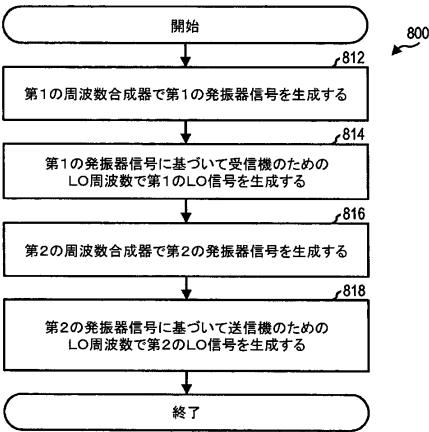 開始
800
812
第1の周波数合成器で第1の発振器信号を生成する
814
第1の発振器信号に基づいて受信機のための
LO周波数で第1のLO信号を生成する
816
第2の周波数合成器で第2の発振器信号を生成する
818
第2の発振器信号に基づいて送信機のための
LO周波数で第2のLO信号を生成する
終了